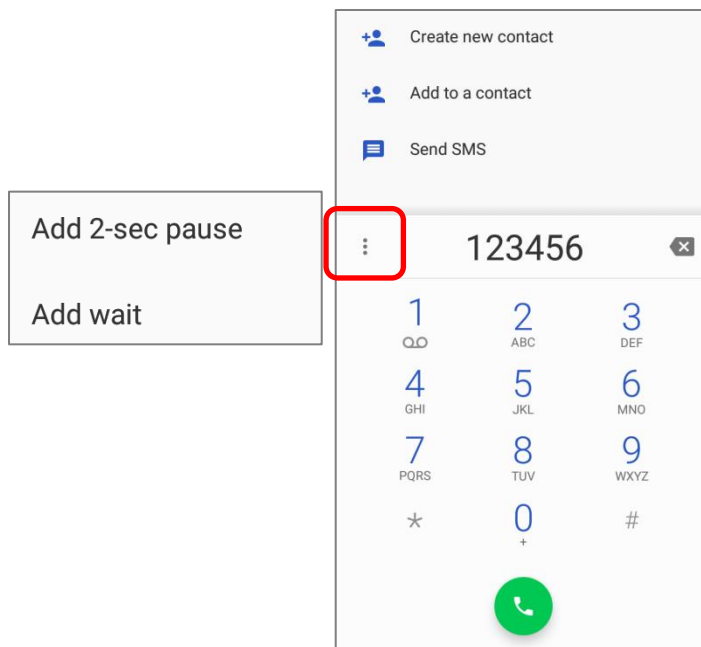 Create new contact
Add to a contact
Send SMS
Add 2-sec pause
Add wait
123456
1 2 3
ABC DEF
4 5 6
GHI JKL MNO
7 8 9
PQRS TUV WXYZ
* 0 #
+